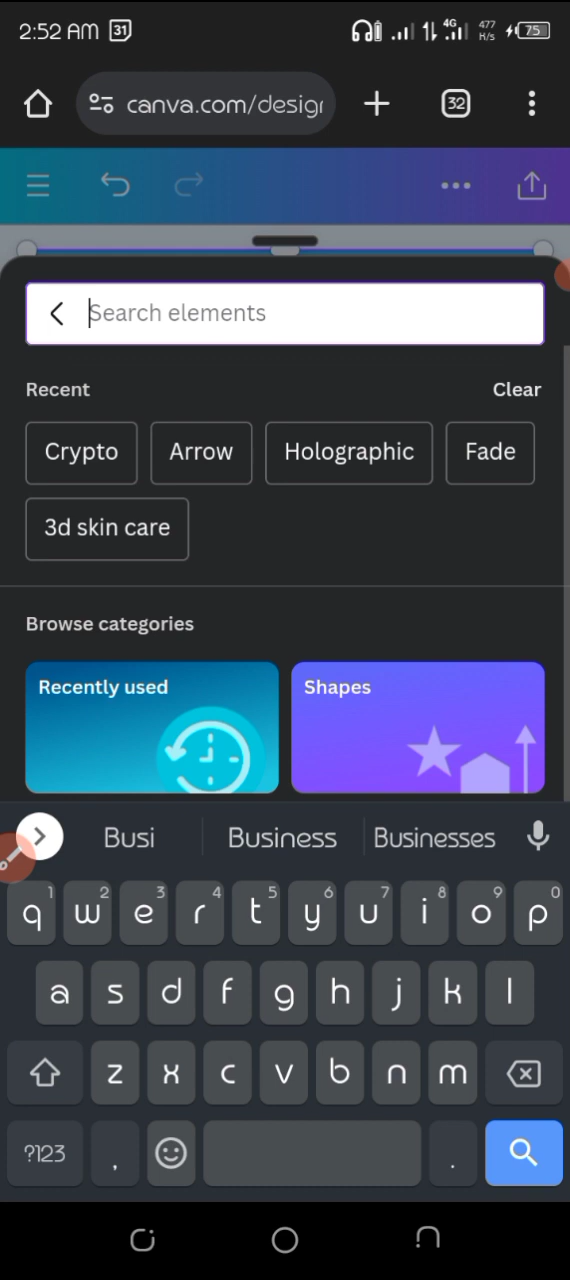 2:52 AM 31 4G 477 H/s 75
canva.com/design 32
Search elements
Recent Clear
Crypto Arrow Holographic Fade
3d skin care
Browse categories
Recently used Shapes
Busi Business Businesses
1 2 3 4 5 6 7 8 9 0
q w e r t y u i o p
a s d f g h j k l
z x c v b n m
?123 , .